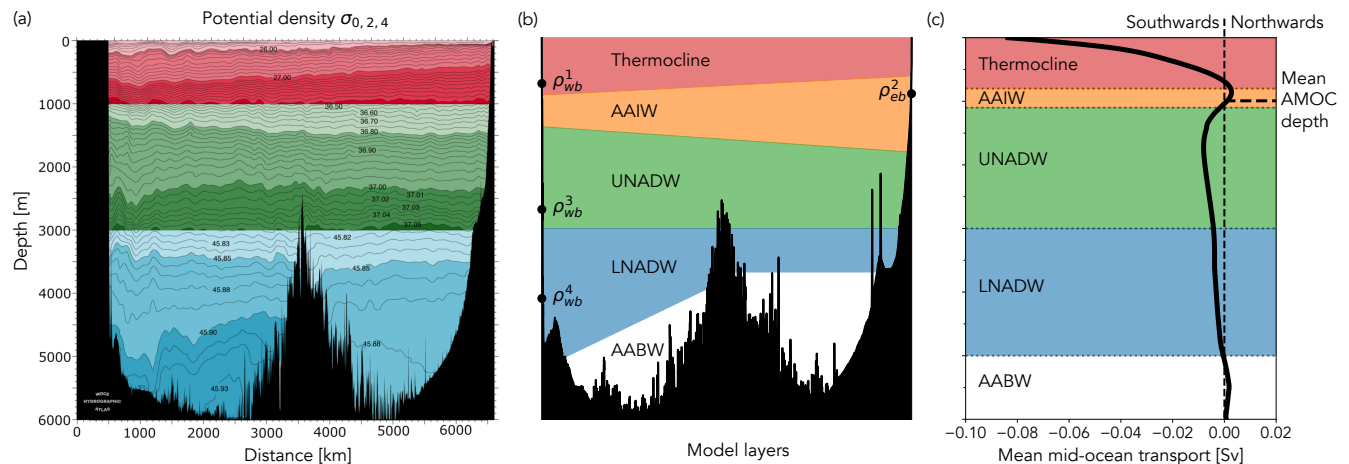 (a)
Potential density σ0, 2, 4
0
1000
2000
3000
4000
5000
6000
Depth [m]
26.00
27.00
36.50
36.60
36.70
36.80
36.90
37.00
37.01
37.02
37.03
37.04
37.05
45.83
45.82
45.85
45.85
45.88
45.90
45.88
45.93
WOCE
HYDROGRAPHIC
ATLAS
0
1000
2000
3000
4000
5000
6000
Distance [km]
(b)
Thermocline
ρ1wb
ρ2eb
AAIW
UNADW
ρ3wb
LNADW
ρ4wb
AABW
Model layers
(c)
Southwards
Northwards
Thermocline
Mean
AMOC
depth
AAIW
UNADW
LNADW
AABW
−0.10
−0.08
−0.06
−0.04
−0.02
0.00
0.02
Mean mid-ocean transport [Sv]